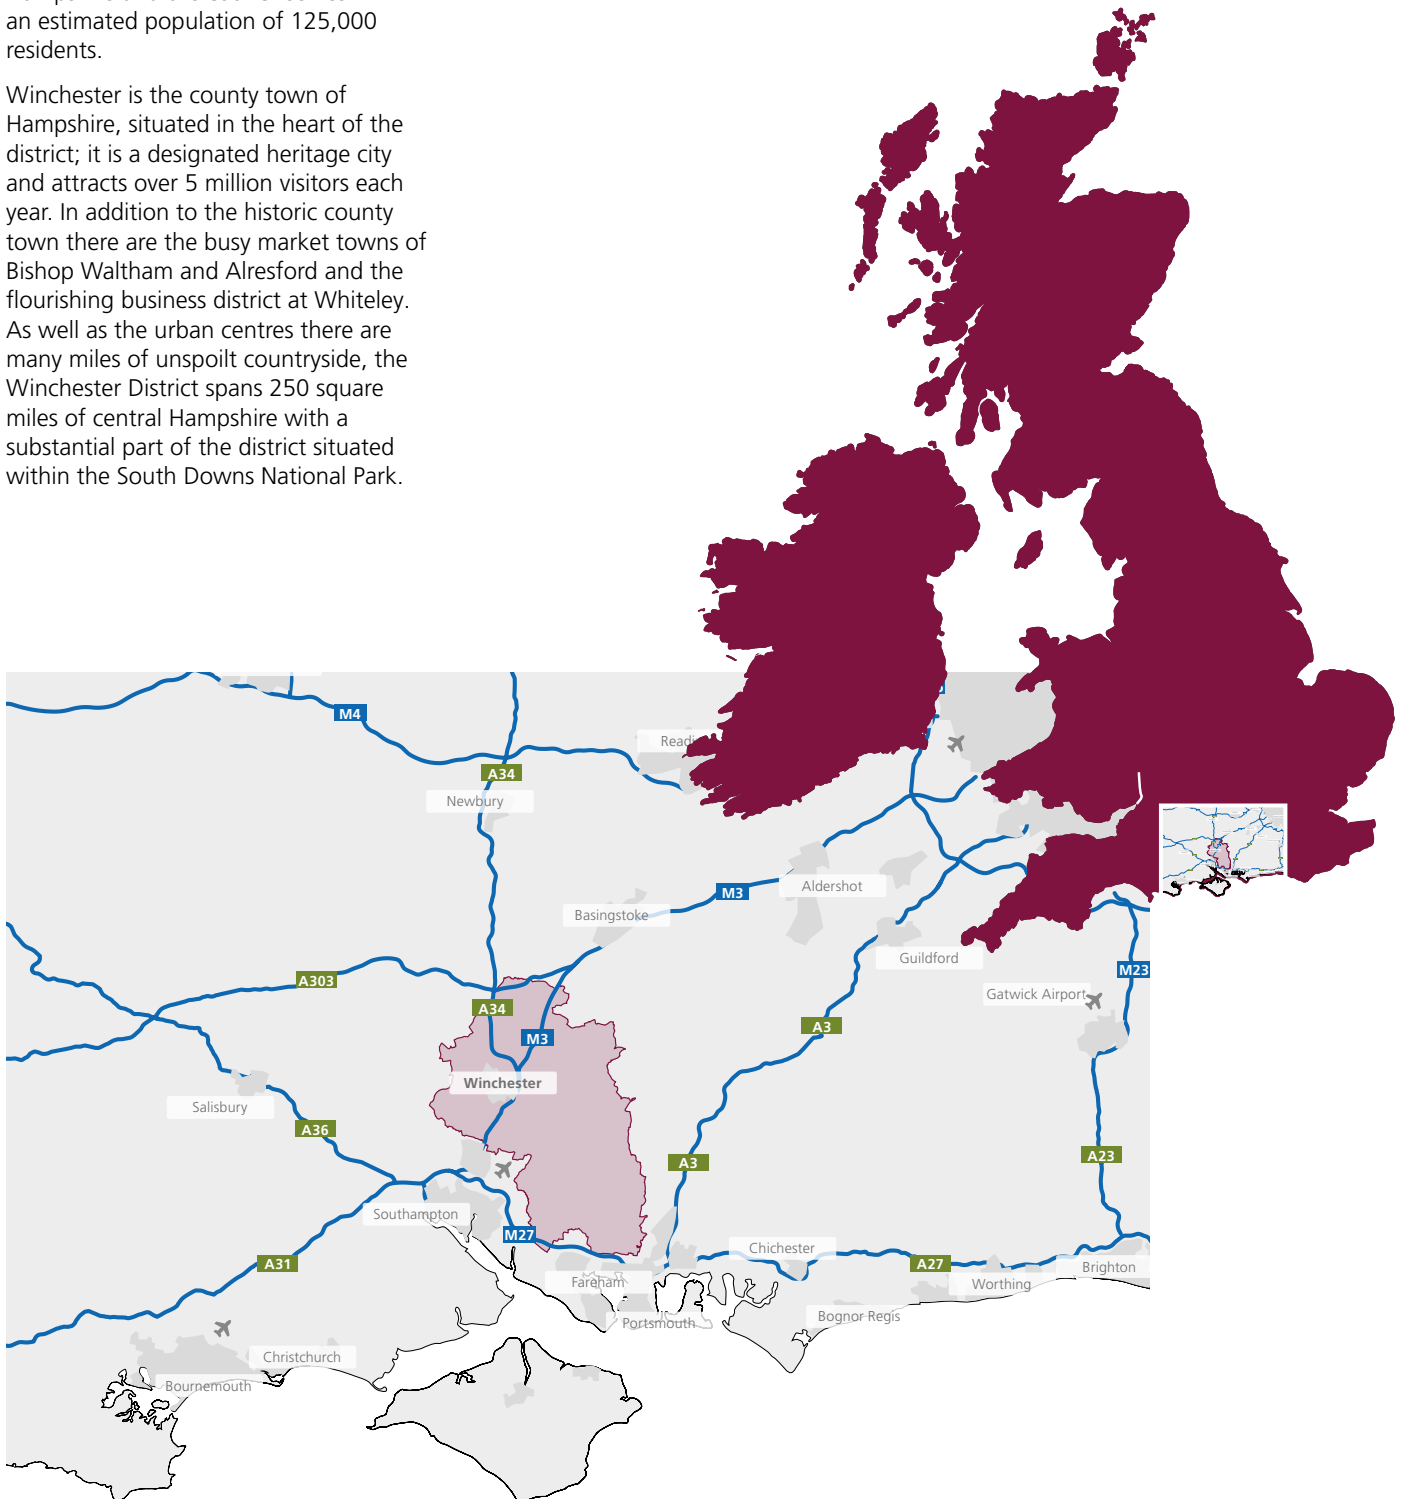 an estimated population of 125,000
residents.
Winchester is the county town of
Hampshire, situated in the heart of the
district; it is a designated heritage city
and attracts over 5 million visitors each
year. In addition to the historic county
town there are the busy market towns of
Bishop Waltham and Alresford and the
flourishing business district at Whiteley.
As well as the urban centres there are
many miles of unspoilt countryside, the
Winchester District spans 250 square
miles of central Hampshire with a
substantial part of the district situated
within the South Downs National Park.
M4
Readi
A34
Newbury
Aldershot
M3
Basingstoke
Guildford
M23
A303
Gatwick Airport
A34
A3
M3
Winchester
Salisbury
A36
A23
A3
Southampton
M27
Chichester
A31
A27
Brighton
Fareham
Worthing
Bognor Regis
Portsmouth
Christchurch
Bournemouth